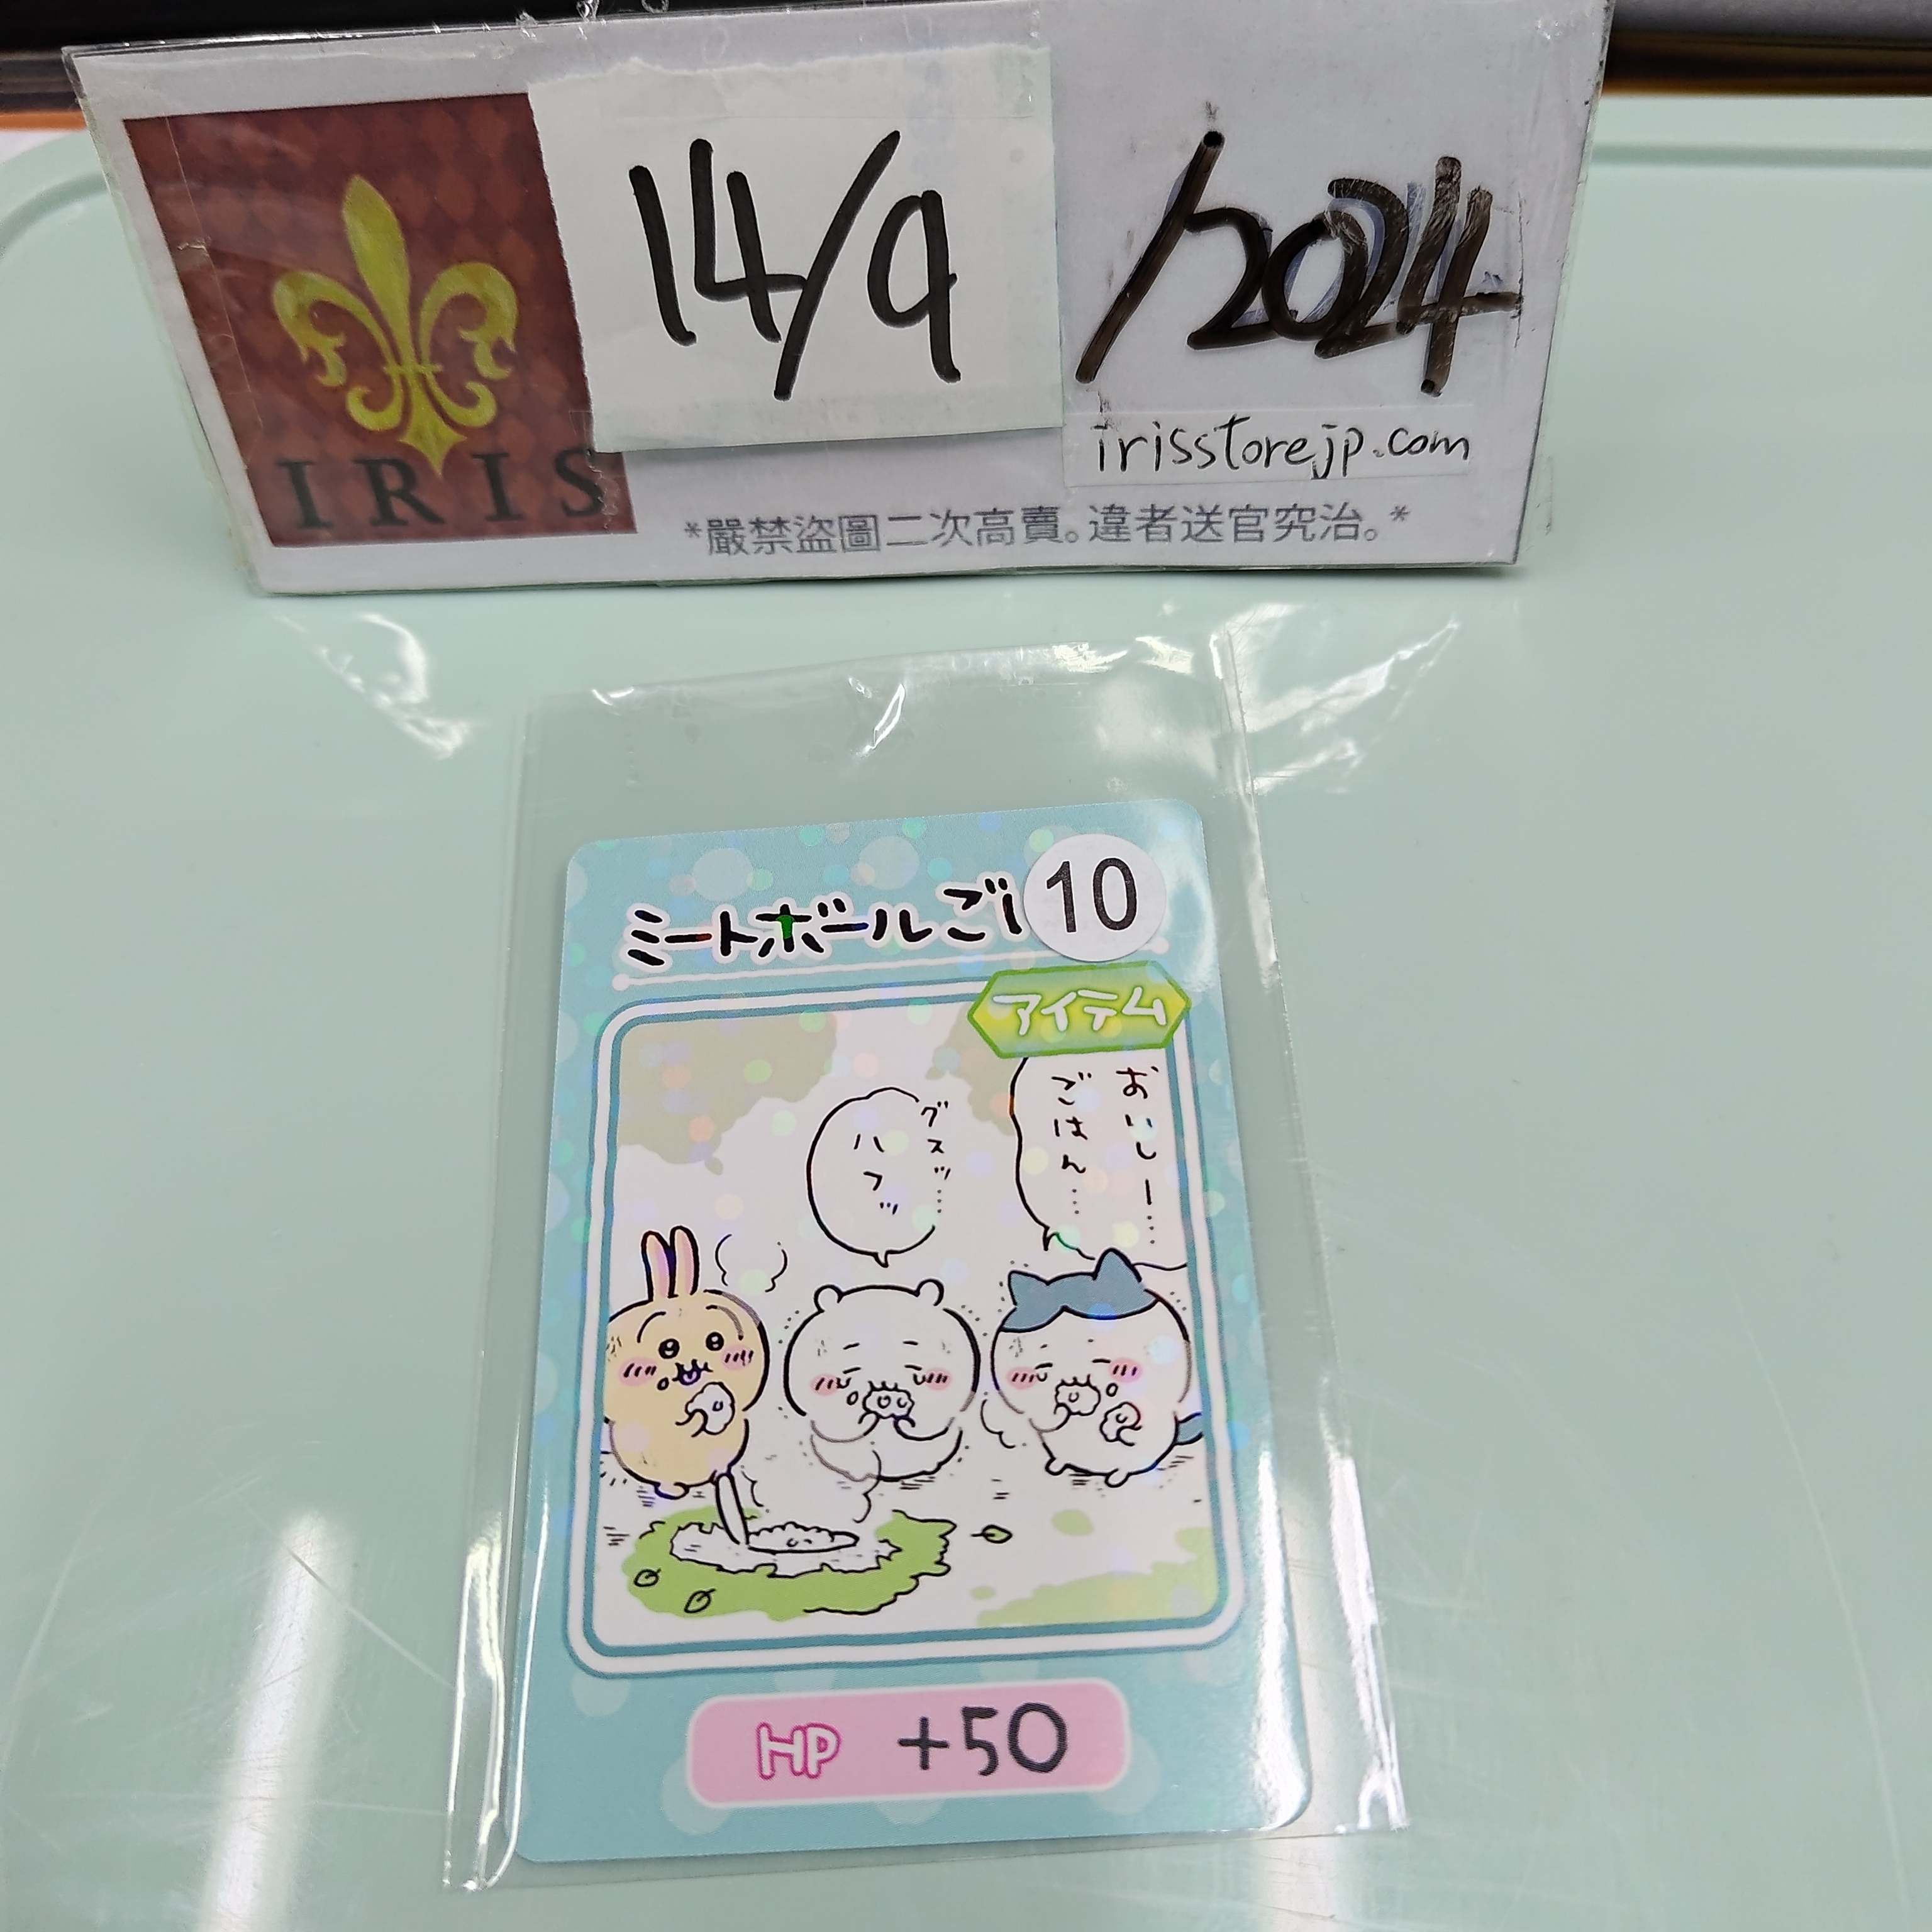 14/9/2024
IRIS
irisstorejp.com
*嚴禁盜圖二次高賣。違者送官究治。*
ミートボールご
10
アイテム
おいしー……
ごはん……
グスッ……
ハフッ
HP +50